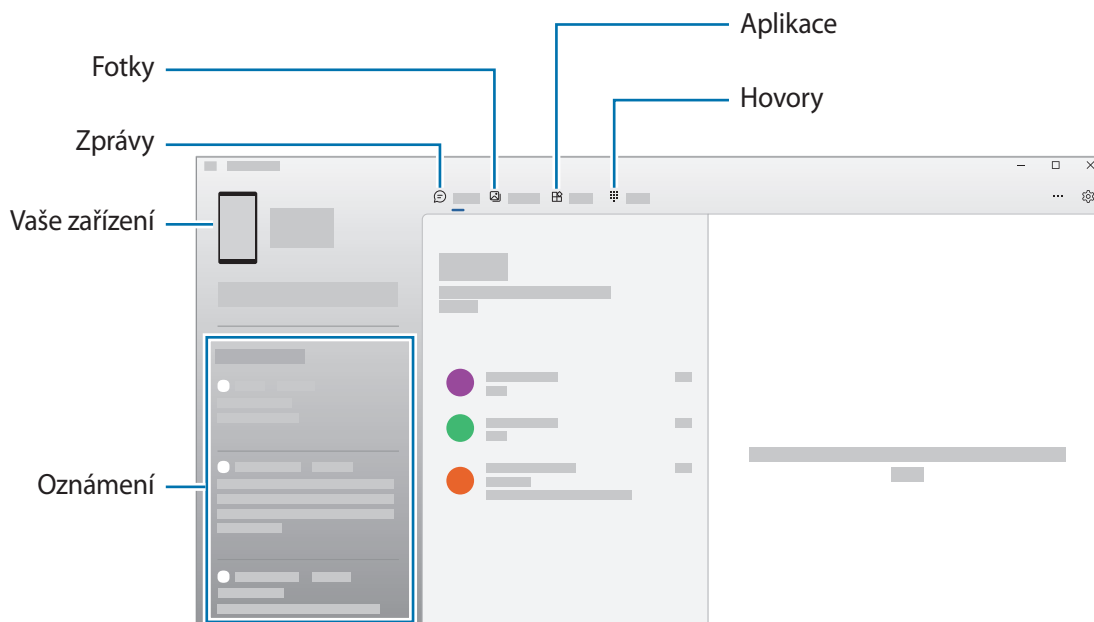 Aplikace
Fotky
Hovory
Zprávy
Vaše zařízení
Oznámení